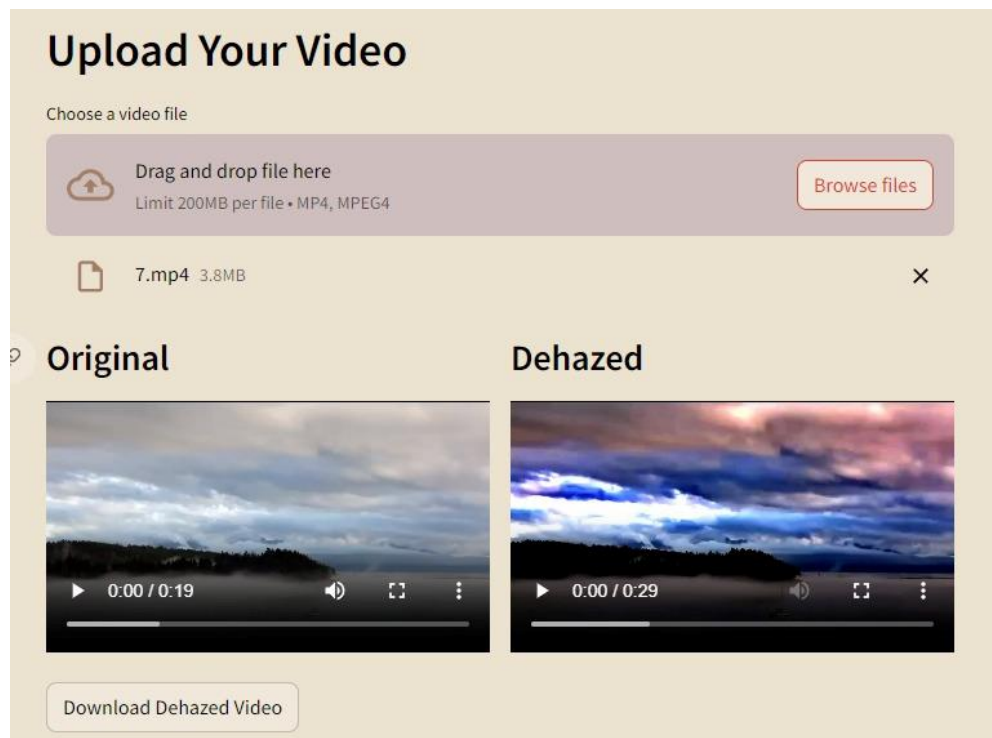 Upload Your Video
Choose a video file
Drag and drop file here
Limit 200MB per file • MP4, MPEG4
Browse files
7.mp4 3.8MB
Original
Dehazed
0:00 / 0:19
0:00 / 0:29
Download Dehazed Video